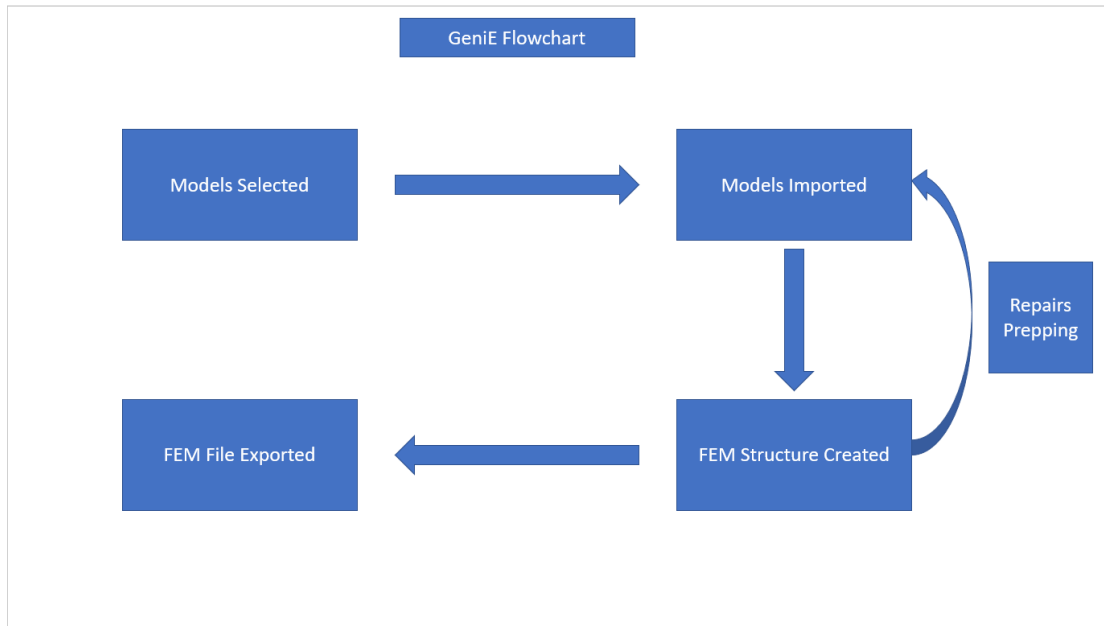 GeniE Flowchart
Models Selected
Models Imported
Repairs
Prepping
FEM File Exported
FEM Structure Created